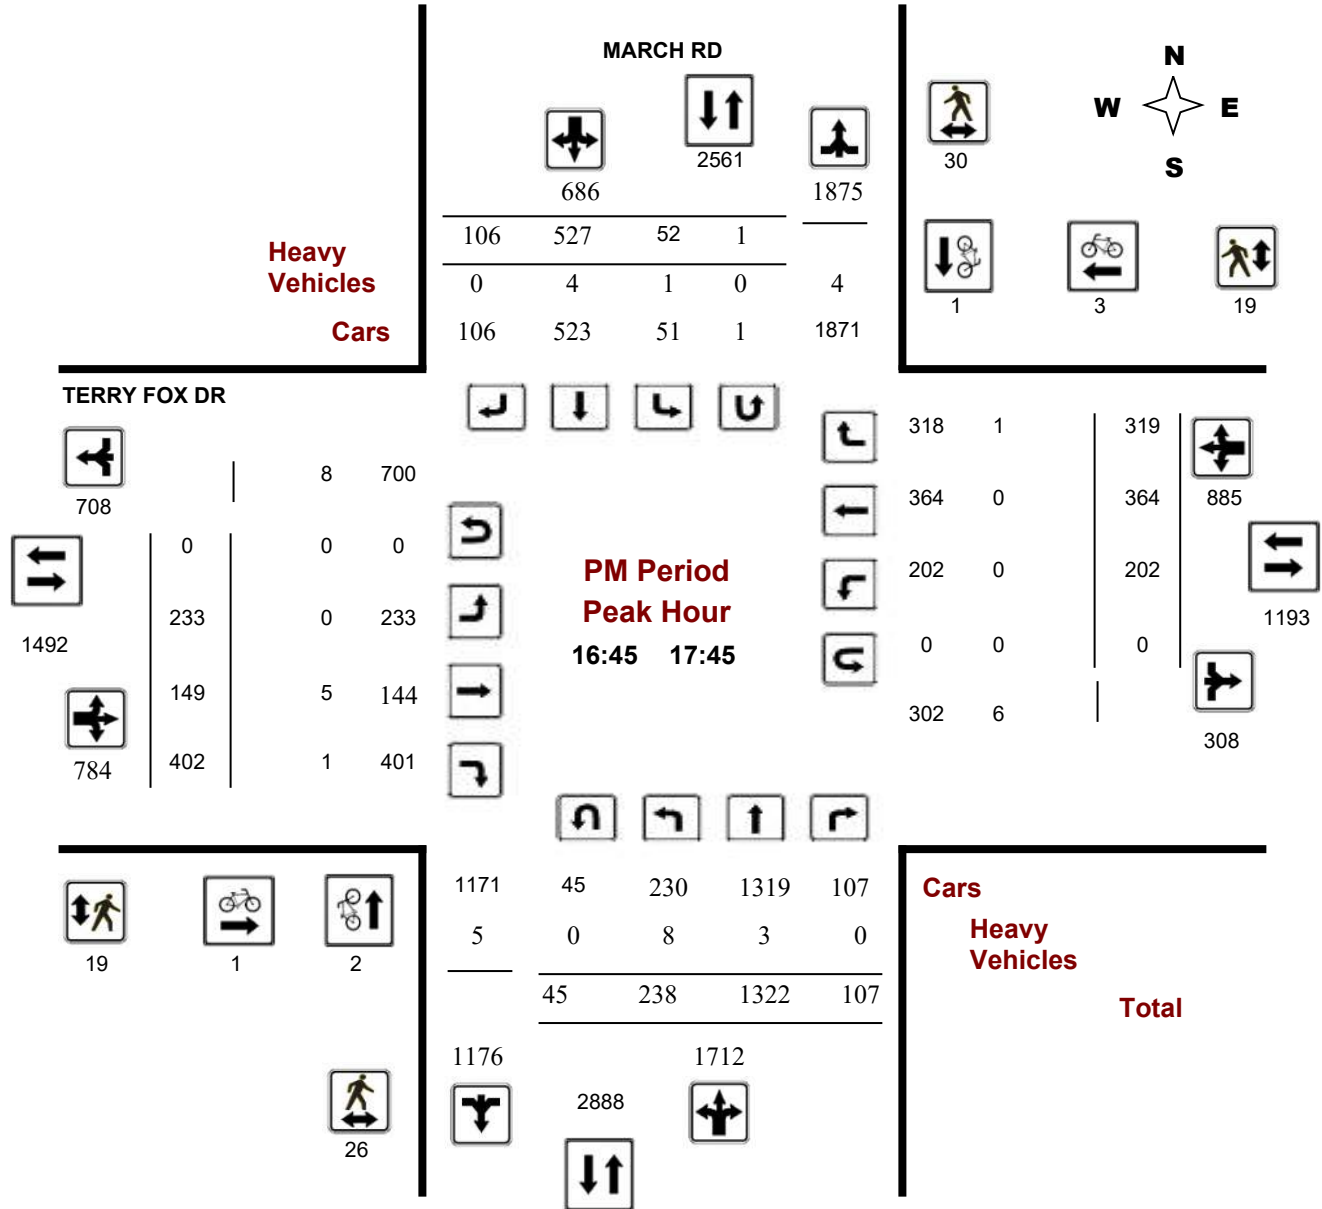 MARCH RD
N
W E
S
2561
30
686 1875
106 527 52 1
Heavy
Vehicles 0 4 1 0 4
Cars 106 523 51 1 1871
1 3 19
TERRY FOX DR
318 1 319
8 700
708
364 0 364 885
0 0 0
PM Period
202 0 202
Peak Hour
233 0 233
1193
1492
16:45 17:45
0 0 0
149 5 144
302 6
308
784 402 1 401
1171 45 230 1319 107 Cars
5 0 8 3 0 Heavy
Vehicles
19 1 2
45 238 1322 107 Total
1176 1712
2888
26